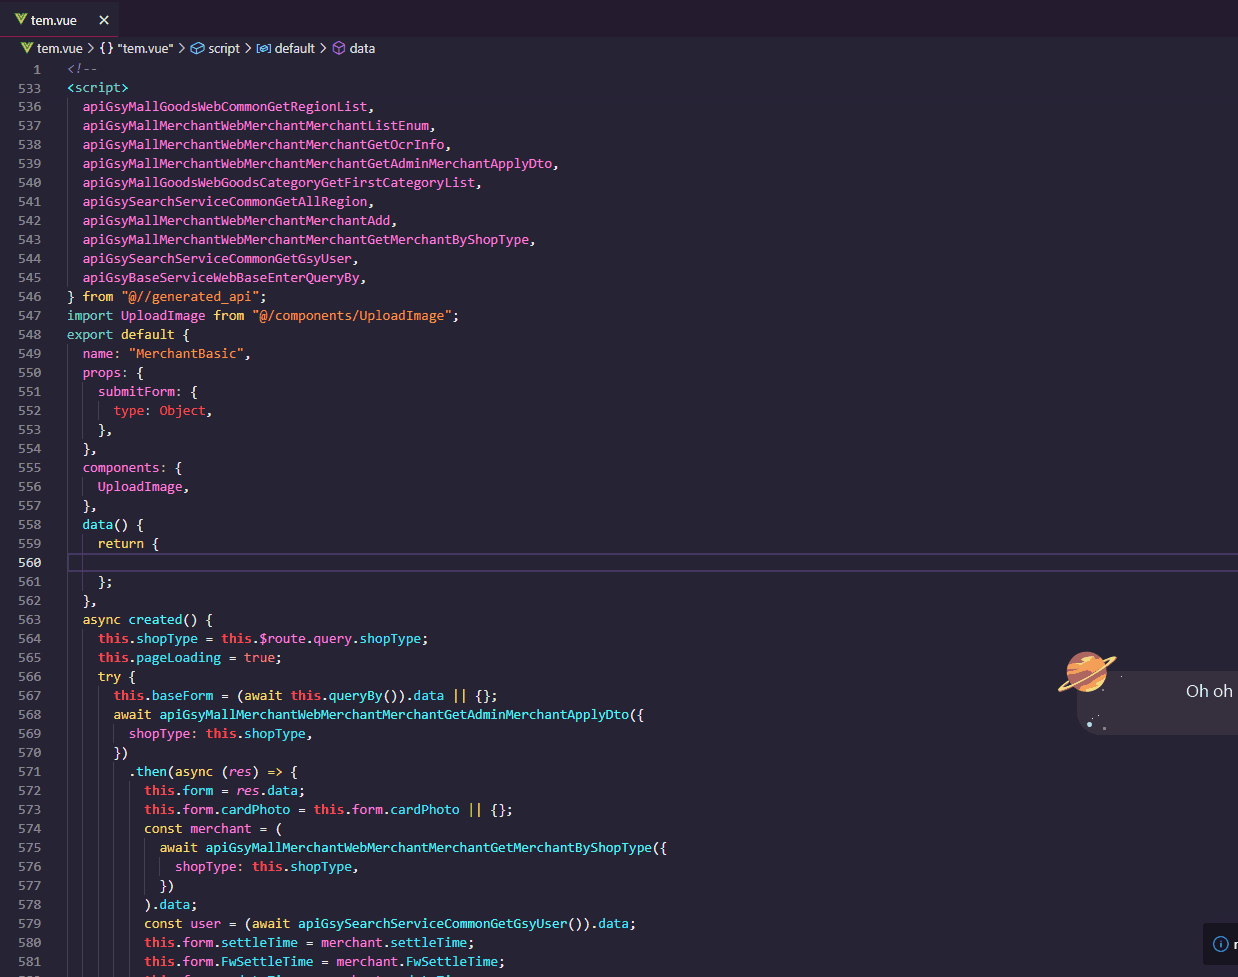 tem.vue ×
tem.vue > {} "tem.vue" > script > default > data
1 <!--
533 <script>
536 apiGsyMallGoodsWebCommonGetRegionList,
537 apiGsyMallMerchantWebMerchantMerchantListEnum,
538 apiGsyMallMerchantWebMerchantMerchantGetOcrInfo,
539 apiGsyMallMerchantWebMerchantMerchantGetAdminMerchantApplyDto,
540 apiGsyMallGoodsWebGoodsCategoryGetFirstCategoryList,
541 apiGsySearchServiceCommonGetAllRegion,
542 apiGsyMallMerchantWebMerchantMerchantAdd,
543 apiGsyMallMerchantWebMerchantMerchantGetMerchantByShopType,
544 apiGsySearchServiceCommonGetGsyUser,
545 apiGsyBaseServiceWebBaseEnterQueryBy,
546 } from "@//generated_api";
547 import UploadImage from "@/components/UploadImage";
548 export default {
549 name: "MerchantBasic",
550 props: {
551 submitForm: {
552 type: Object,
553 },
554 },
555 components: {
556 UploadImage,
557 },
558 data() {
559 return {
560
561 };
562 },
563 async created() {
564 this.shopType = this.$route.query.shopType;
565 this.pageLoading = true;
566 try {
567 this.baseForm = (await this.queryBy()).data || {};
568 await apiGsyMallMerchantWebMerchantMerchantGetAdminMerchantApplyDto({
569 shopType: this.shopType,
570 })
571 .then(async (res) => {
572 this.form = res.data;
573 this.form.cardPhoto = this.form.cardPhoto || {};
574 const merchant = (
575 await apiGsyMallMerchantWebMerchantMerchantGetMerchantByShopType({
576 shopType: this.shopType,
577 })
578 ).data;
579 const user = (await apiGsySearchServiceCommonGetGsyUser()).data;
580 this.form.settleTime = merchant.settleTime;
581 this.form.FwSettleTime = merchant.FwSettleTime;
Oh oh